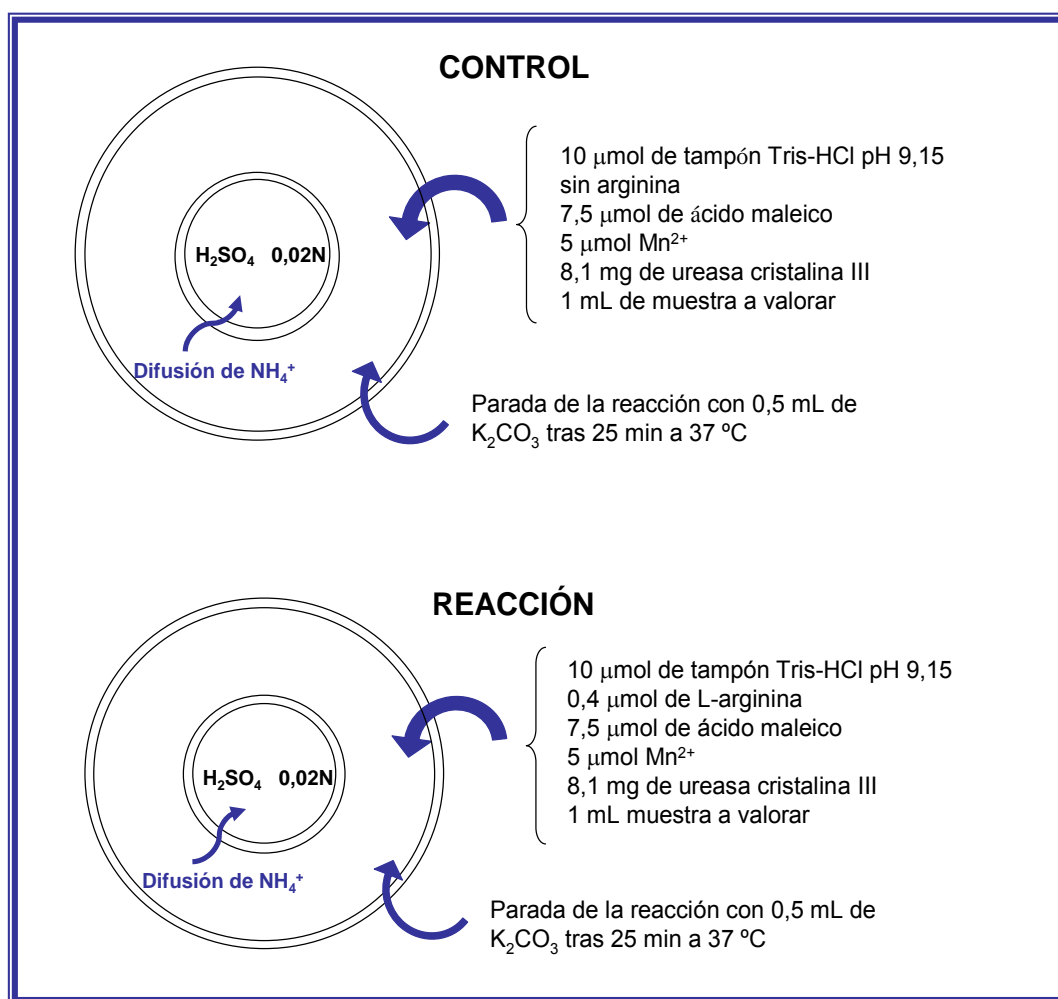 CONTROL
10 μmol de tampón Tris-HCl pH 9,15
sin arginina
7,5 μmol de ácido maleico
5 μmol Mn²⁺
8,1 mg de ureasa cristalina III
1 mL de muestra a valorar
H₂SO₄ 0,02N
Difusión de NH₄⁺
Parada de la reacción con 0,5 mL de
K₂CO₃ tras 25 min a 37 ºC
REACCIÓN
10 μmol de tampón Tris-HCl pH 9,15
0,4 μmol de L-arginina
7,5 μmol de ácido maleico
5 μmol Mn²⁺
8,1 mg de ureasa cristalina III
1 mL muestra a valorar
H₂SO₄ 0,02N
Difusión de NH₄⁺
Parada de la reacción con 0,5 mL de
K₂CO₃ tras 25 min a 37 ºC